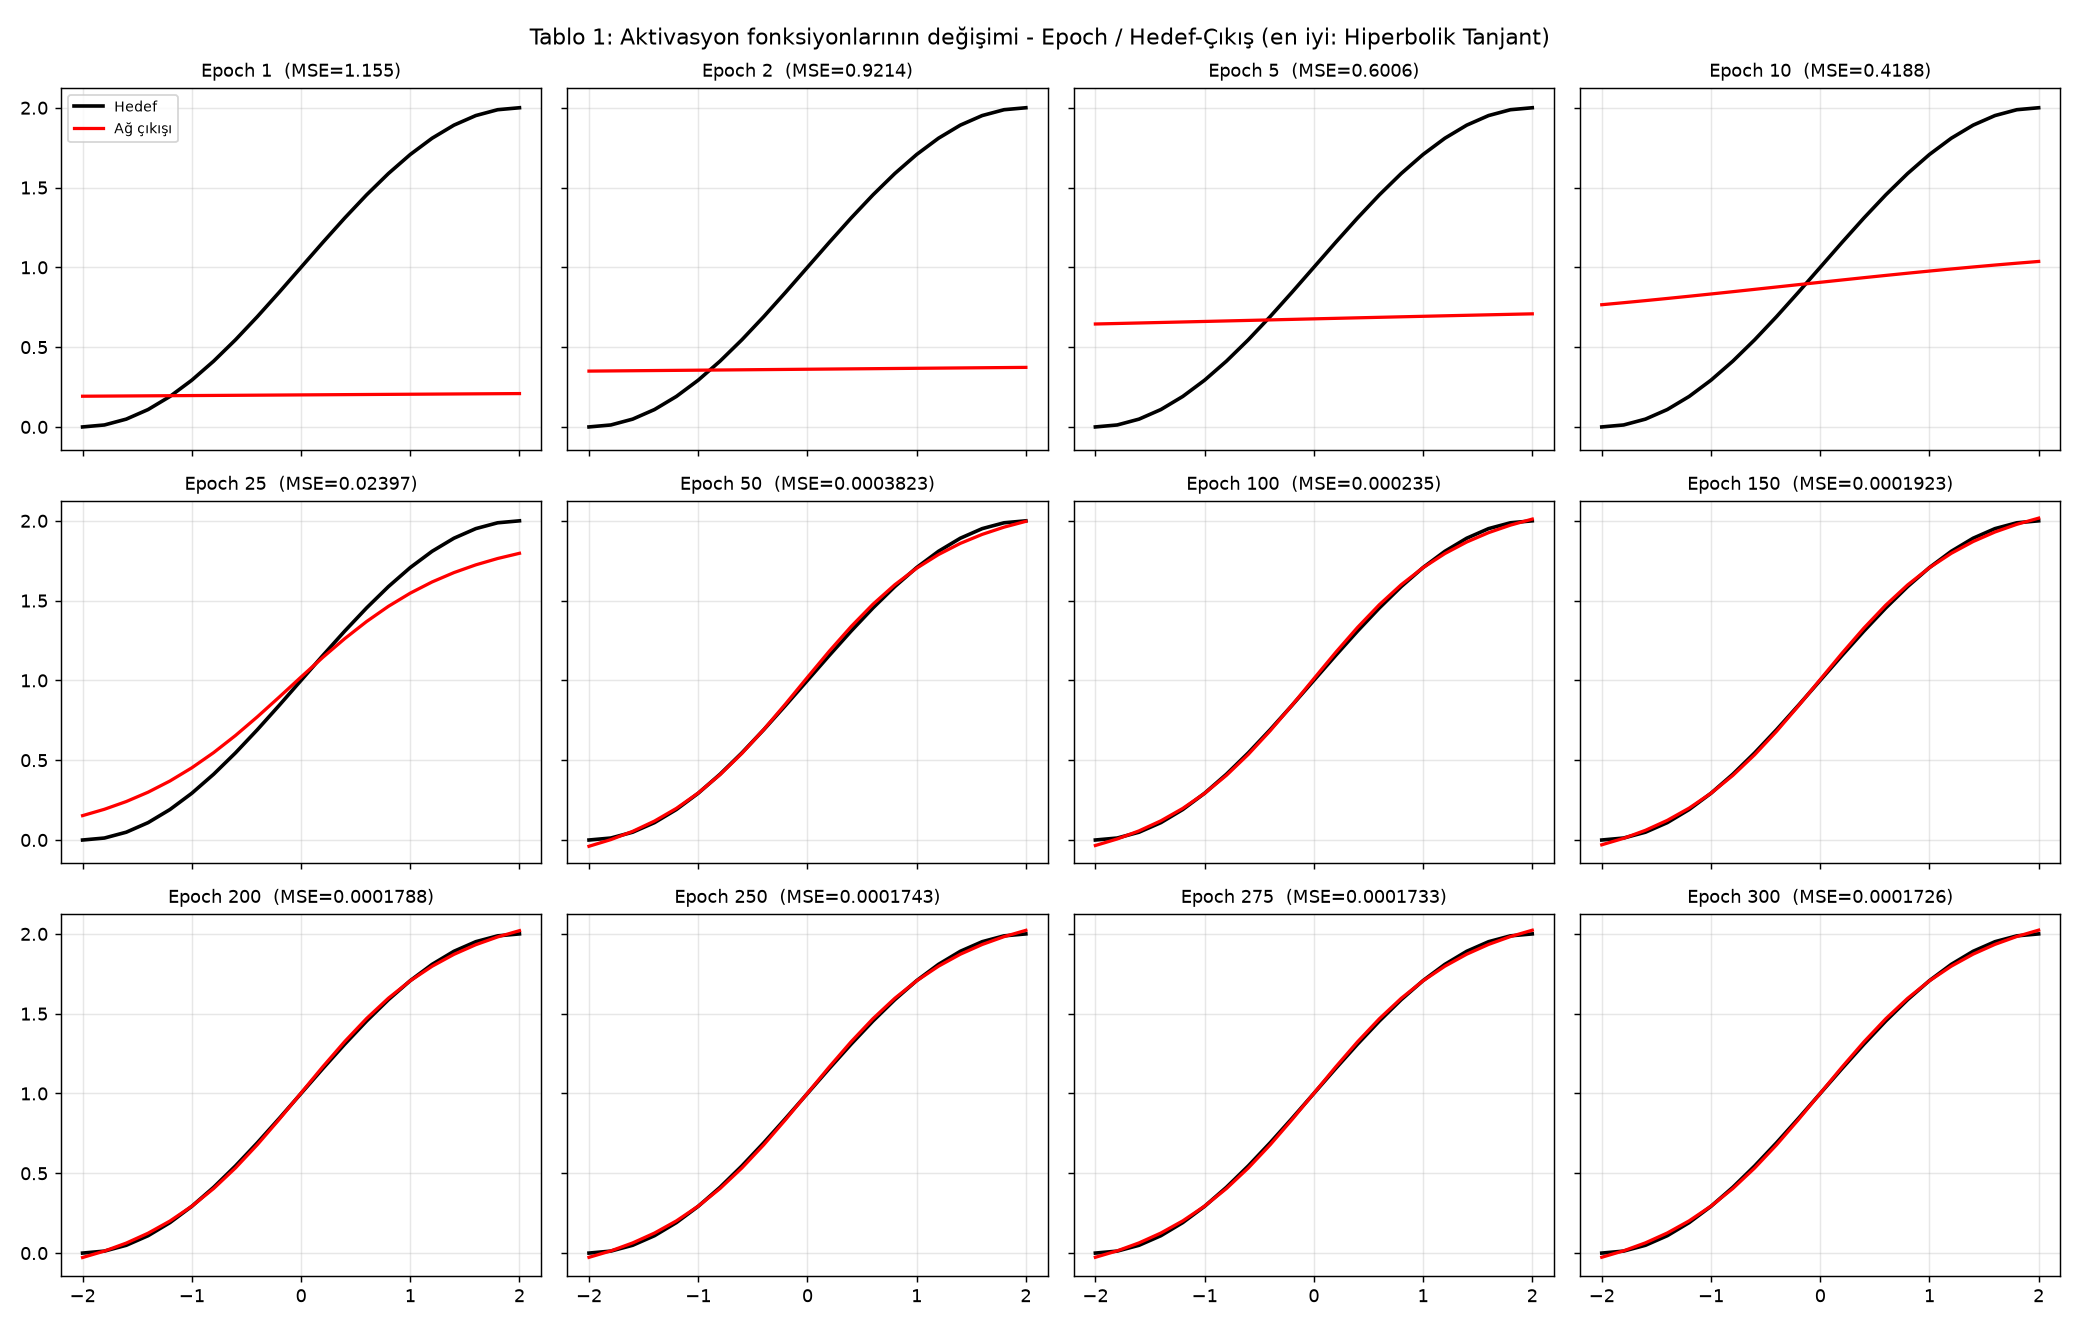 Tablo 1: Aktivasyon fonksiyonlarının değişimi - Epoch / Hedef-Çıkış (en iyi: Hiperbolik Tanjant)
Epoch 1  (MSE=1.155)
Epoch 2  (MSE=0.9214)
Epoch 5  (MSE=0.6006)
Epoch 10  (MSE=0.4188)
Hedef
Ağ çıkışı
2.0
1.5
1.0
0.5
0.0
Epoch 25  (MSE=0.02397)
Epoch 50  (MSE=0.0003823)
Epoch 100  (MSE=0.000235)
Epoch 150  (MSE=0.0001923)
2.0
1.5
1.0
0.5
0.0
Epoch 200  (MSE=0.0001788)
Epoch 250  (MSE=0.0001743)
Epoch 275  (MSE=0.0001733)
Epoch 300  (MSE=0.0001726)
2.0
1.5
1.0
0.5
0.0
−2 −1 0 1 2
−2 −1 0 1 2
−2 −1 0 1 2
−2 −1 0 1 2